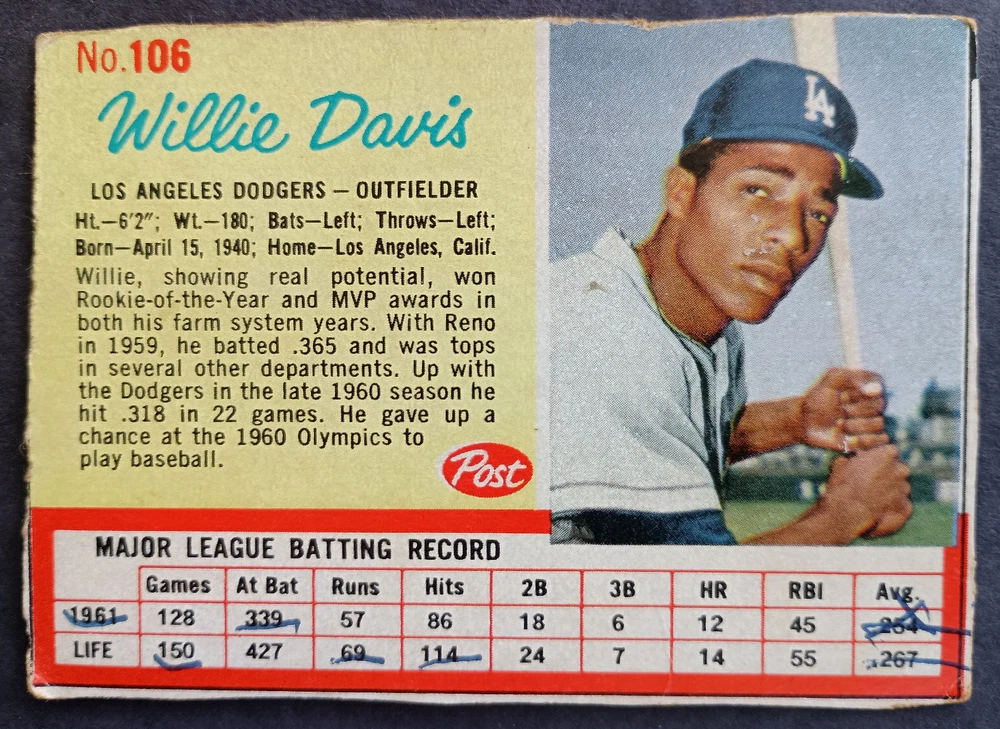 No.106
Willie Davis
LOS ANGELES DODGERS – OUTFIELDER
Ht.–6'2"; Wt.–180; Bats–Left; Throws–Left;
Born–April 15, 1940; Home–Los Angeles, Calif.
Willie, showing real potential, won
Rookie-of-the-Year and MVP awards in
both his farm system years. With Reno
in 1959, he batted .365 and was tops
in several other departments. Up with
the Dodgers in the late 1960 season he
hit .318 in 22 games. He gave up a
chance at the 1960 Olympics to
play baseball.
Post
LA
MAJOR LEAGUE BATTING RECORD
Games At Bat Runs Hits 2B 3B HR RBI Avg.
1961 128 339 57 86 18 6 12 45 .254
LIFE 150 427 69 114 24 7 14 55 .267